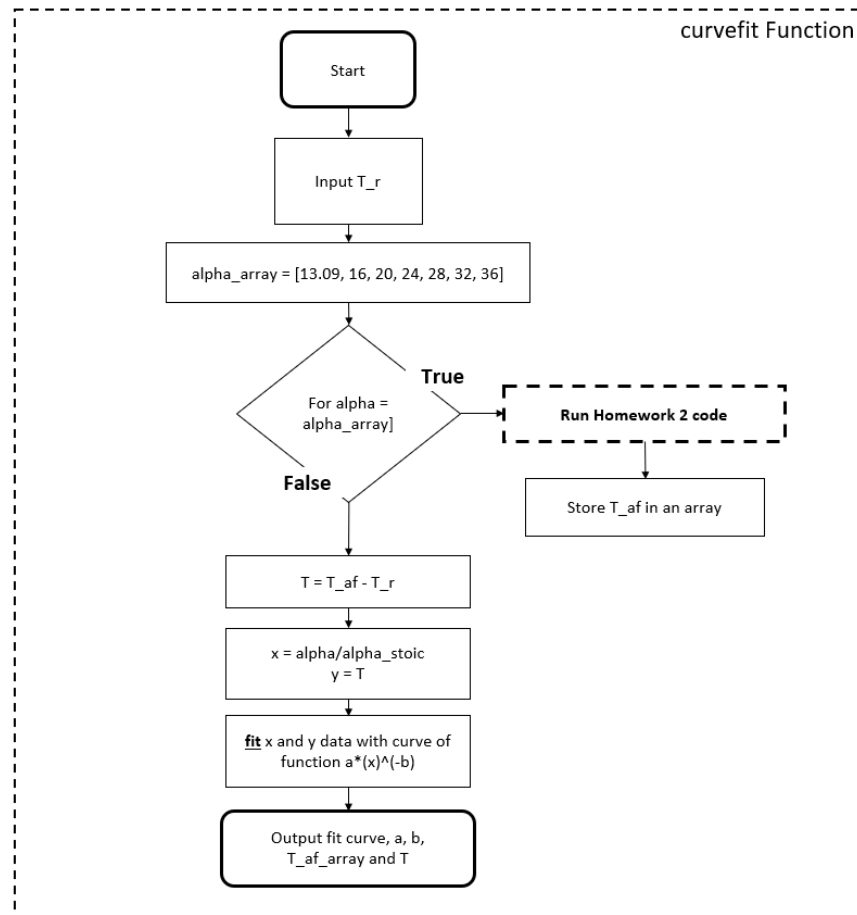 curvefit Function
Start
Input T_r
alpha_array = [13.09, 16, 20, 24, 28, 32, 36]
True
For alpha =
alpha_array]
Run Homework 2 code
False
Store T_af in an array
T = T_af - T_r
x = alpha/alpha_stoic
y = T
fit x and y data with curve of
function a*(x)^(-b)
Output fit curve, a, b,
T_af_array and T